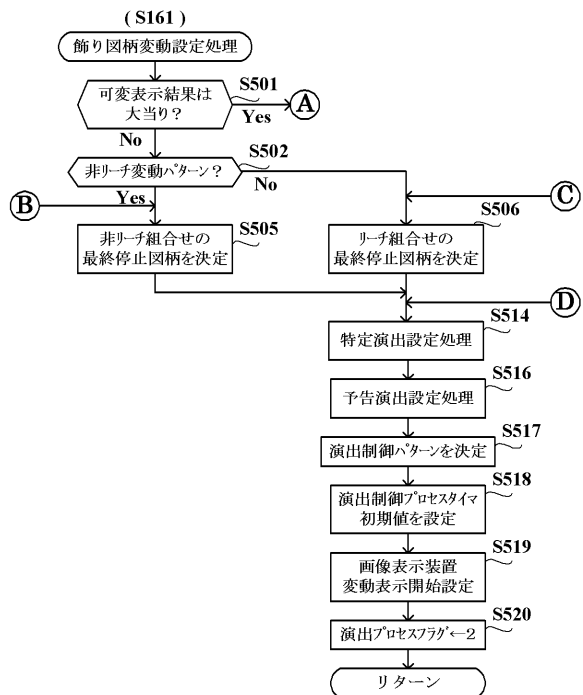 ( S161 )
飾り図柄変動設定処理
S501
可変表示結果は
大当り？
Yes
A
No
S502
非ﾘｰﾁ変動ﾊﾟﾀｰﾝ？
No
Yes
B
C
S505
非ﾘｰﾁ組合せの
最終停止図柄を決定
S506
ﾘｰﾁ組合せの
最終停止図柄を決定
D
S514
特定演出設定処理
S516
予告演出設定処理
S517
演出制御ﾊﾟﾀｰﾝを決定
S518
演出制御ﾌﾟﾛｾｽﾀｲﾏ
初期値を設定
S519
画像表示装置
変動表示開始設定
S520
演出ﾌﾟﾛｾｽﾌﾗｸﾞ←2
リターン